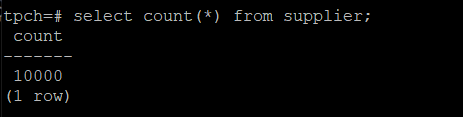 tpch=# select count(*) from supplier;
count
-------
10000
(1 row)